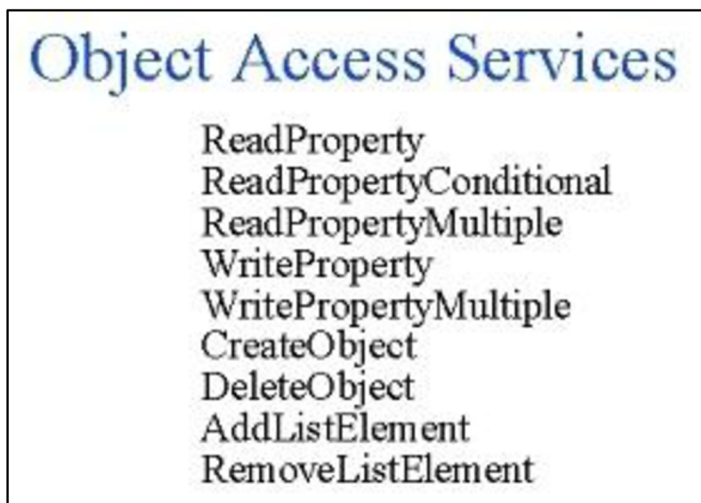 Object Access Services
ReadProperty
ReadPropertyConditional
ReadPropertyMultiple
WriteProperty
WritePropertyMultiple
CreateObject
DeleteObject
AddListElement
RemoveListElement